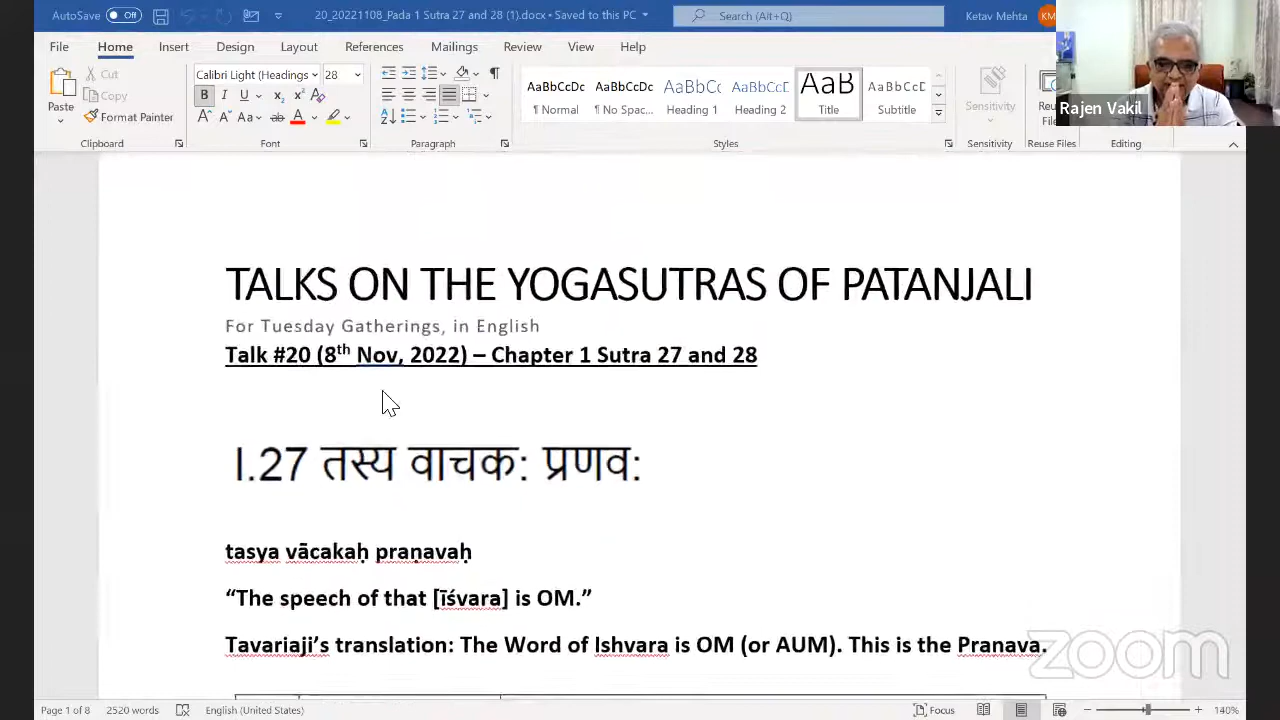 AutoSave Off 20_20221108_Pada 1 Sutra 27 and 28 (1).docx • Saved to this PC Search (Alt+Q) Ketav Mehta KM
File Home Insert Design Layout References Mailings Review View Help
Paste Cut Copy Format Painter
Calibri Light (Headings 28
AaBbCcDc AaBbCcDc AaBbCc AaBbCcD AaB AaBbCcD
¶ Normal ¶ No Spac... Heading 1 Heading 2 Title Subtitle
Sensitivity
Rajen Vakil
Clipboard Font Paragraph Styles Sensitivity Reuse Files Editing
TALKS ON THE YOGASUTRAS OF PATANJALI
For Tuesday Gatherings, in English
Talk #20 (8th Nov, 2022) – Chapter 1 Sutra 27 and 28
I.27 तस्य वाचक: प्रणव:
tasya vācakaḥ praṇavaḥ
“The speech of that [īśvara] is OM.”
Tavariaji’s translation: The Word of Ishvara is OM (or AUM). This is the Pranava.
zoom
Page 1 of 8 2520 words English (United States) Focus 140%